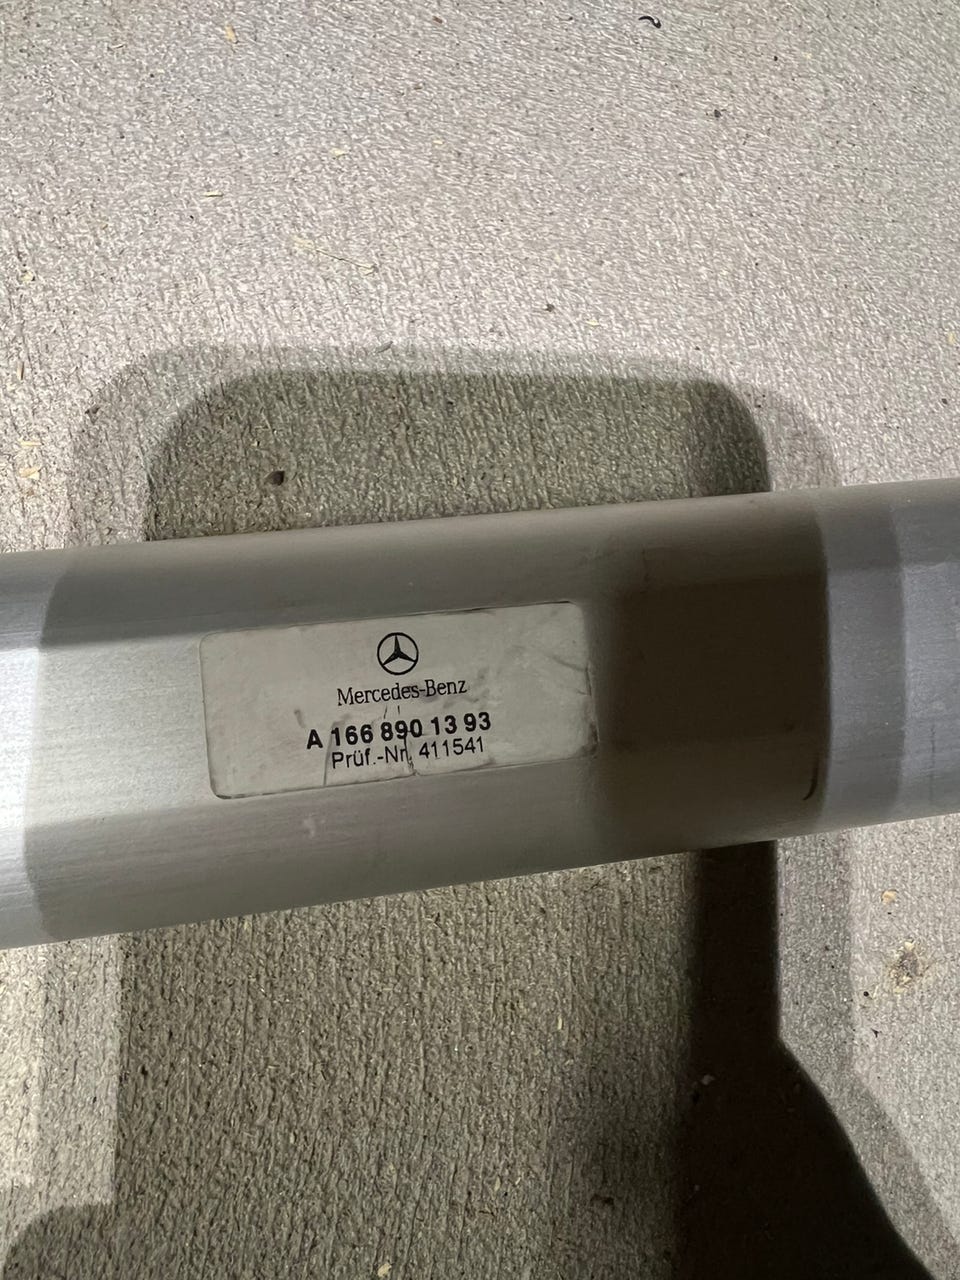 Mercedes-Benz
A 166 890 13 93
Prüf.-Nr. 411541